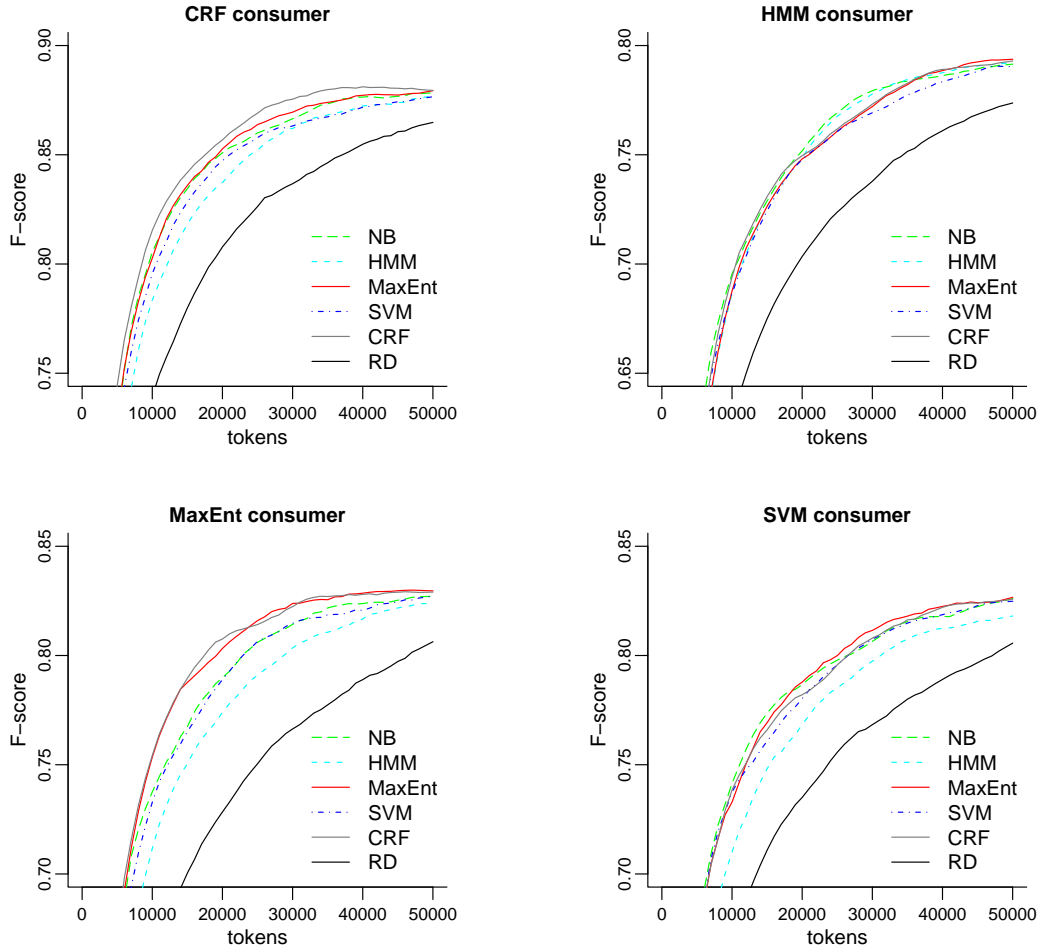 CRF consumer
F−score
0.75 0.80 0.85 0.90
NB
HMM
MaxEnt
SVM
CRF
RD
0 10000 20000 30000 40000 50000
tokens
HMM consumer
F−score
0.65 0.70 0.75 0.80
NB
HMM
MaxEnt
SVM
CRF
RD
0 10000 20000 30000 40000 50000
tokens
MaxEnt consumer
F−score
0.70 0.75 0.80 0.85
NB
HMM
MaxEnt
SVM
CRF
RD
0 10000 20000 30000 40000 50000
tokens
SVM consumer
F−score
0.70 0.75 0.80 0.85
NB
HMM
MaxEnt
SVM
CRF
RD
0 10000 20000 30000 40000 50000
tokens